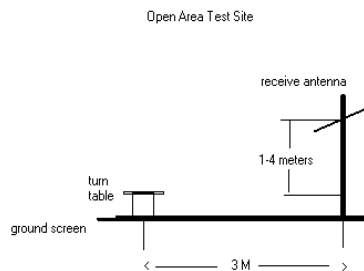 Open Area Test Site
receive antenna
1-4 meters
turn
table
ground screen
3 M